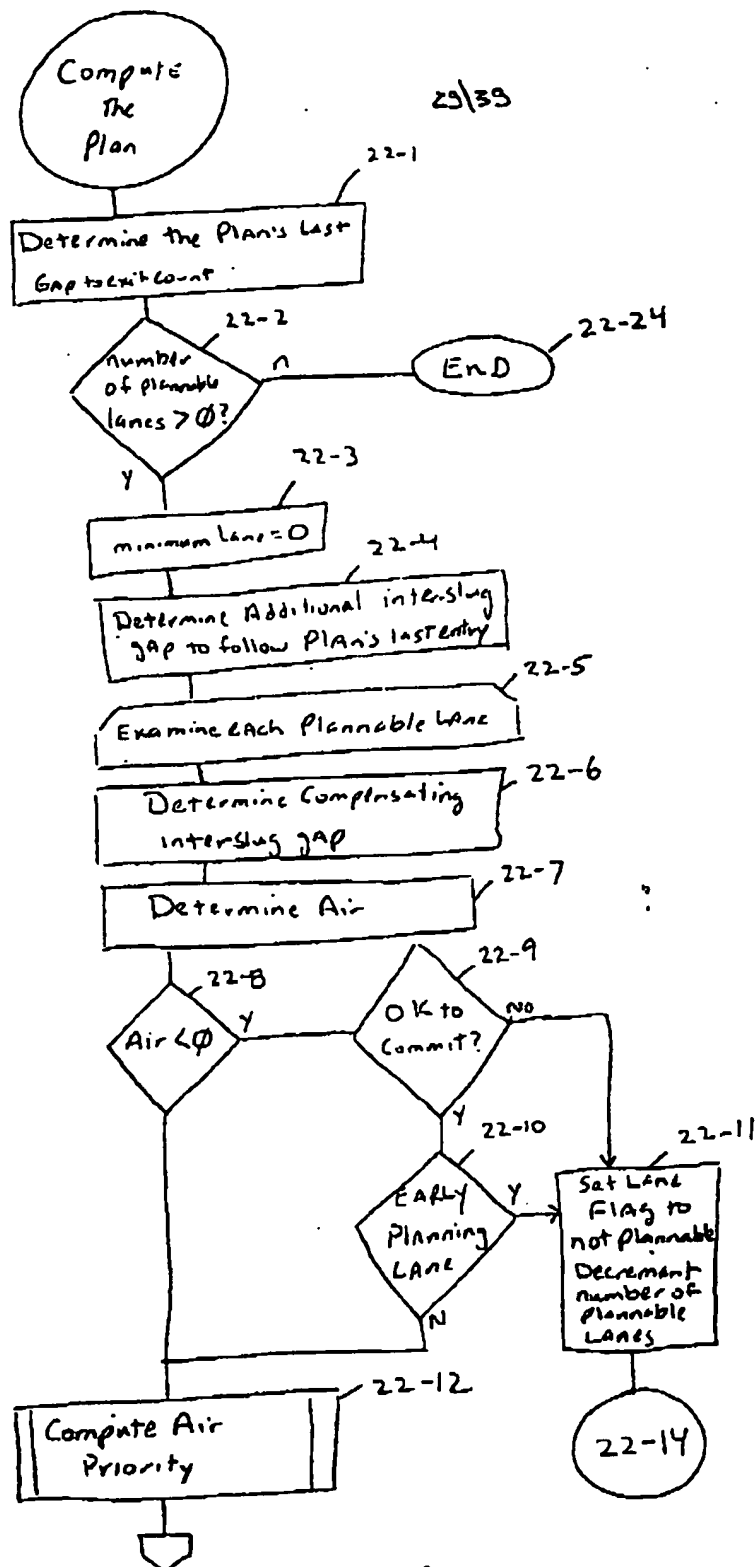 Compute
The
Plan
29\39
22-1
Determine the Plan's Last
Gap to exit count
22-2
number
of plannable
lanes > Ø?
n
EnD
22-24
Y
22-3
minimum Lane = 0
22-4
Determine Additional interslug
gAp to follow Plan's last entry
22-5
Examine eAch Plannable LAne
22-6
Determine Compensating
interslug gAp
22-7
Determine Air
?
22-8
Air < Ø
Y
22-9
OK to
Commit?
NO
Y
22-10
EARLY
Planning
LANE
Y
N
22-11
Set LAne
FlAg to
not plannable
Decrement
number of
plannable
LAnes
22-12
Compute Air
Priority
22-14